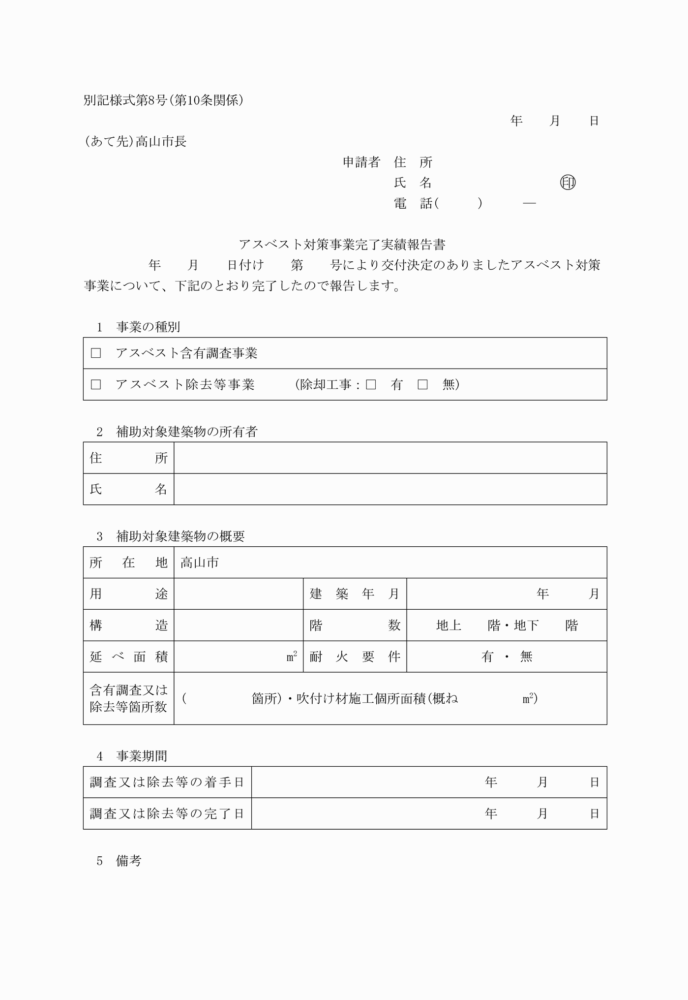 別記様式第8号(第10条関係)
年　　月　　日
(あて先)高山市長
申請者　住　所
氏　名　　　　　　　　　　㊞
電　話(　　　)　　　―
アスベスト対策事業完了実績報告書
年　　月　　日付け　　第　　号により交付決定のありましたアスベスト対策
事業について、下記のとおり完了したので報告します。
1　事業の種別
□　アスベスト含有調査事業
□　アスベスト除去等事業　　　(除却工事：□　有　□　無)
2　補助対象建築物の所有者
住所
氏名
3　補助対象建築物の概要
所在地　高山市
用途　　建築年月　　年　　　月
構造　　階数　　地上　　階・地下　　階
延べ面積　　㎡　耐火要件　　有　・　無
含有調査又は
除去等箇所数　(　　　　　箇所)・吹付け材施工個所面積(概ね　　　　　㎡)
4　事業期間
調査又は除去等の着手日　　年　　　月　　　日
調査又は除去等の完了日　　年　　　月　　　日
5　備考